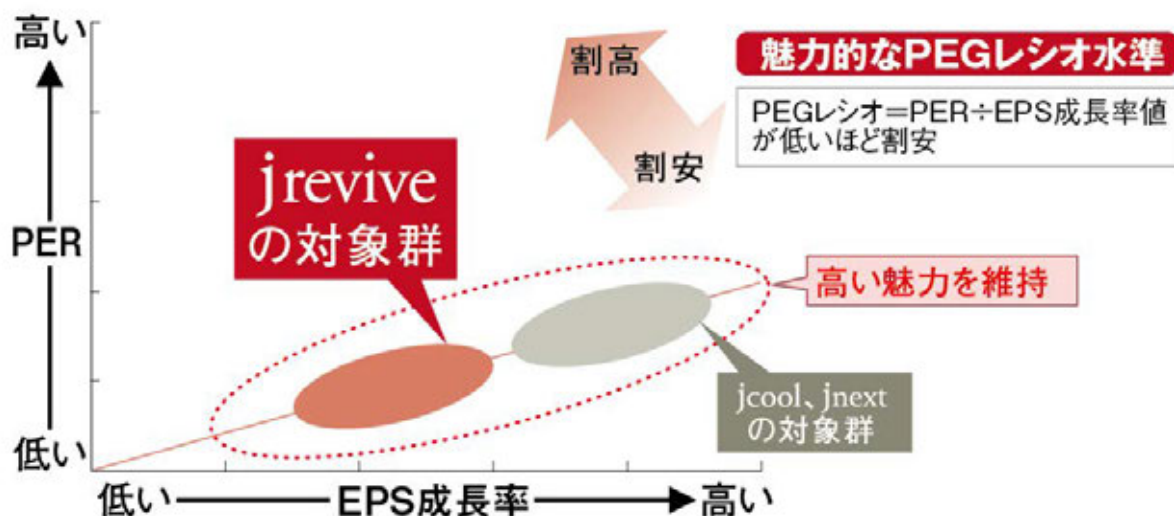 高い
PER
低い
割高
割安
魅力的なPEGレシオ水準
PEGレシオ=PER÷EPS成長率値
が低いほど割安
jrevive
の対象群
高い魅力を維持
jcool、jnext
の対象群
低い
EPS成長率
高い